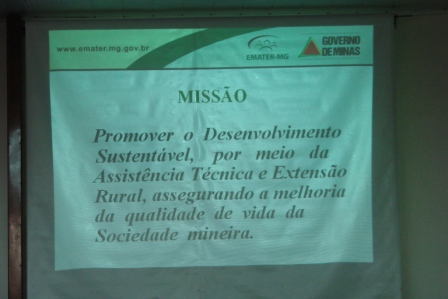 www.emater.mg.gov.br
EMATER-MG
GOVERNO
DE MINAS
MISSÃO
Promover o Desenvolvimento
Sustentável, por meio da
Assistência Técnica e Extensão
Rural, assegurando a melhoria
da qualidade de vida da
Sociedade mineira.